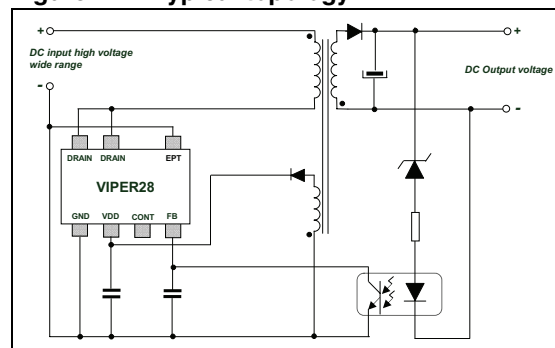 Figure Typical topology
+
DC input high voltage
wide range
-
+
DC Output voltage
-
DRAIN DRAIN EPT
VIPER28
GND VDD CONT FB